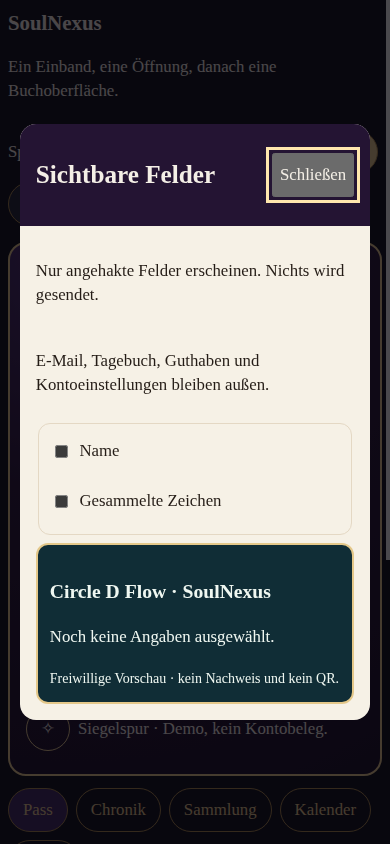 SoulNexus
Ein Einband, eine Öffnung, danach eine
Buchoberfläche.
Sichtbare Felder
Schließen
Nur angehakte Felder erscheinen. Nichts wird
gesendet.
E-Mail, Tagebuch, Guthaben und
Kontoeinstellungen bleiben außen.
Name
Gesammelte Zeichen
Circle D Flow · SoulNexus
Noch keine Angaben ausgewählt.
Freiwillige Vorschau · kein Nachweis und kein QR.
Siegelspur · Demo, kein Kontobeleg.
Pass
Chronik
Sammlung
Kalender